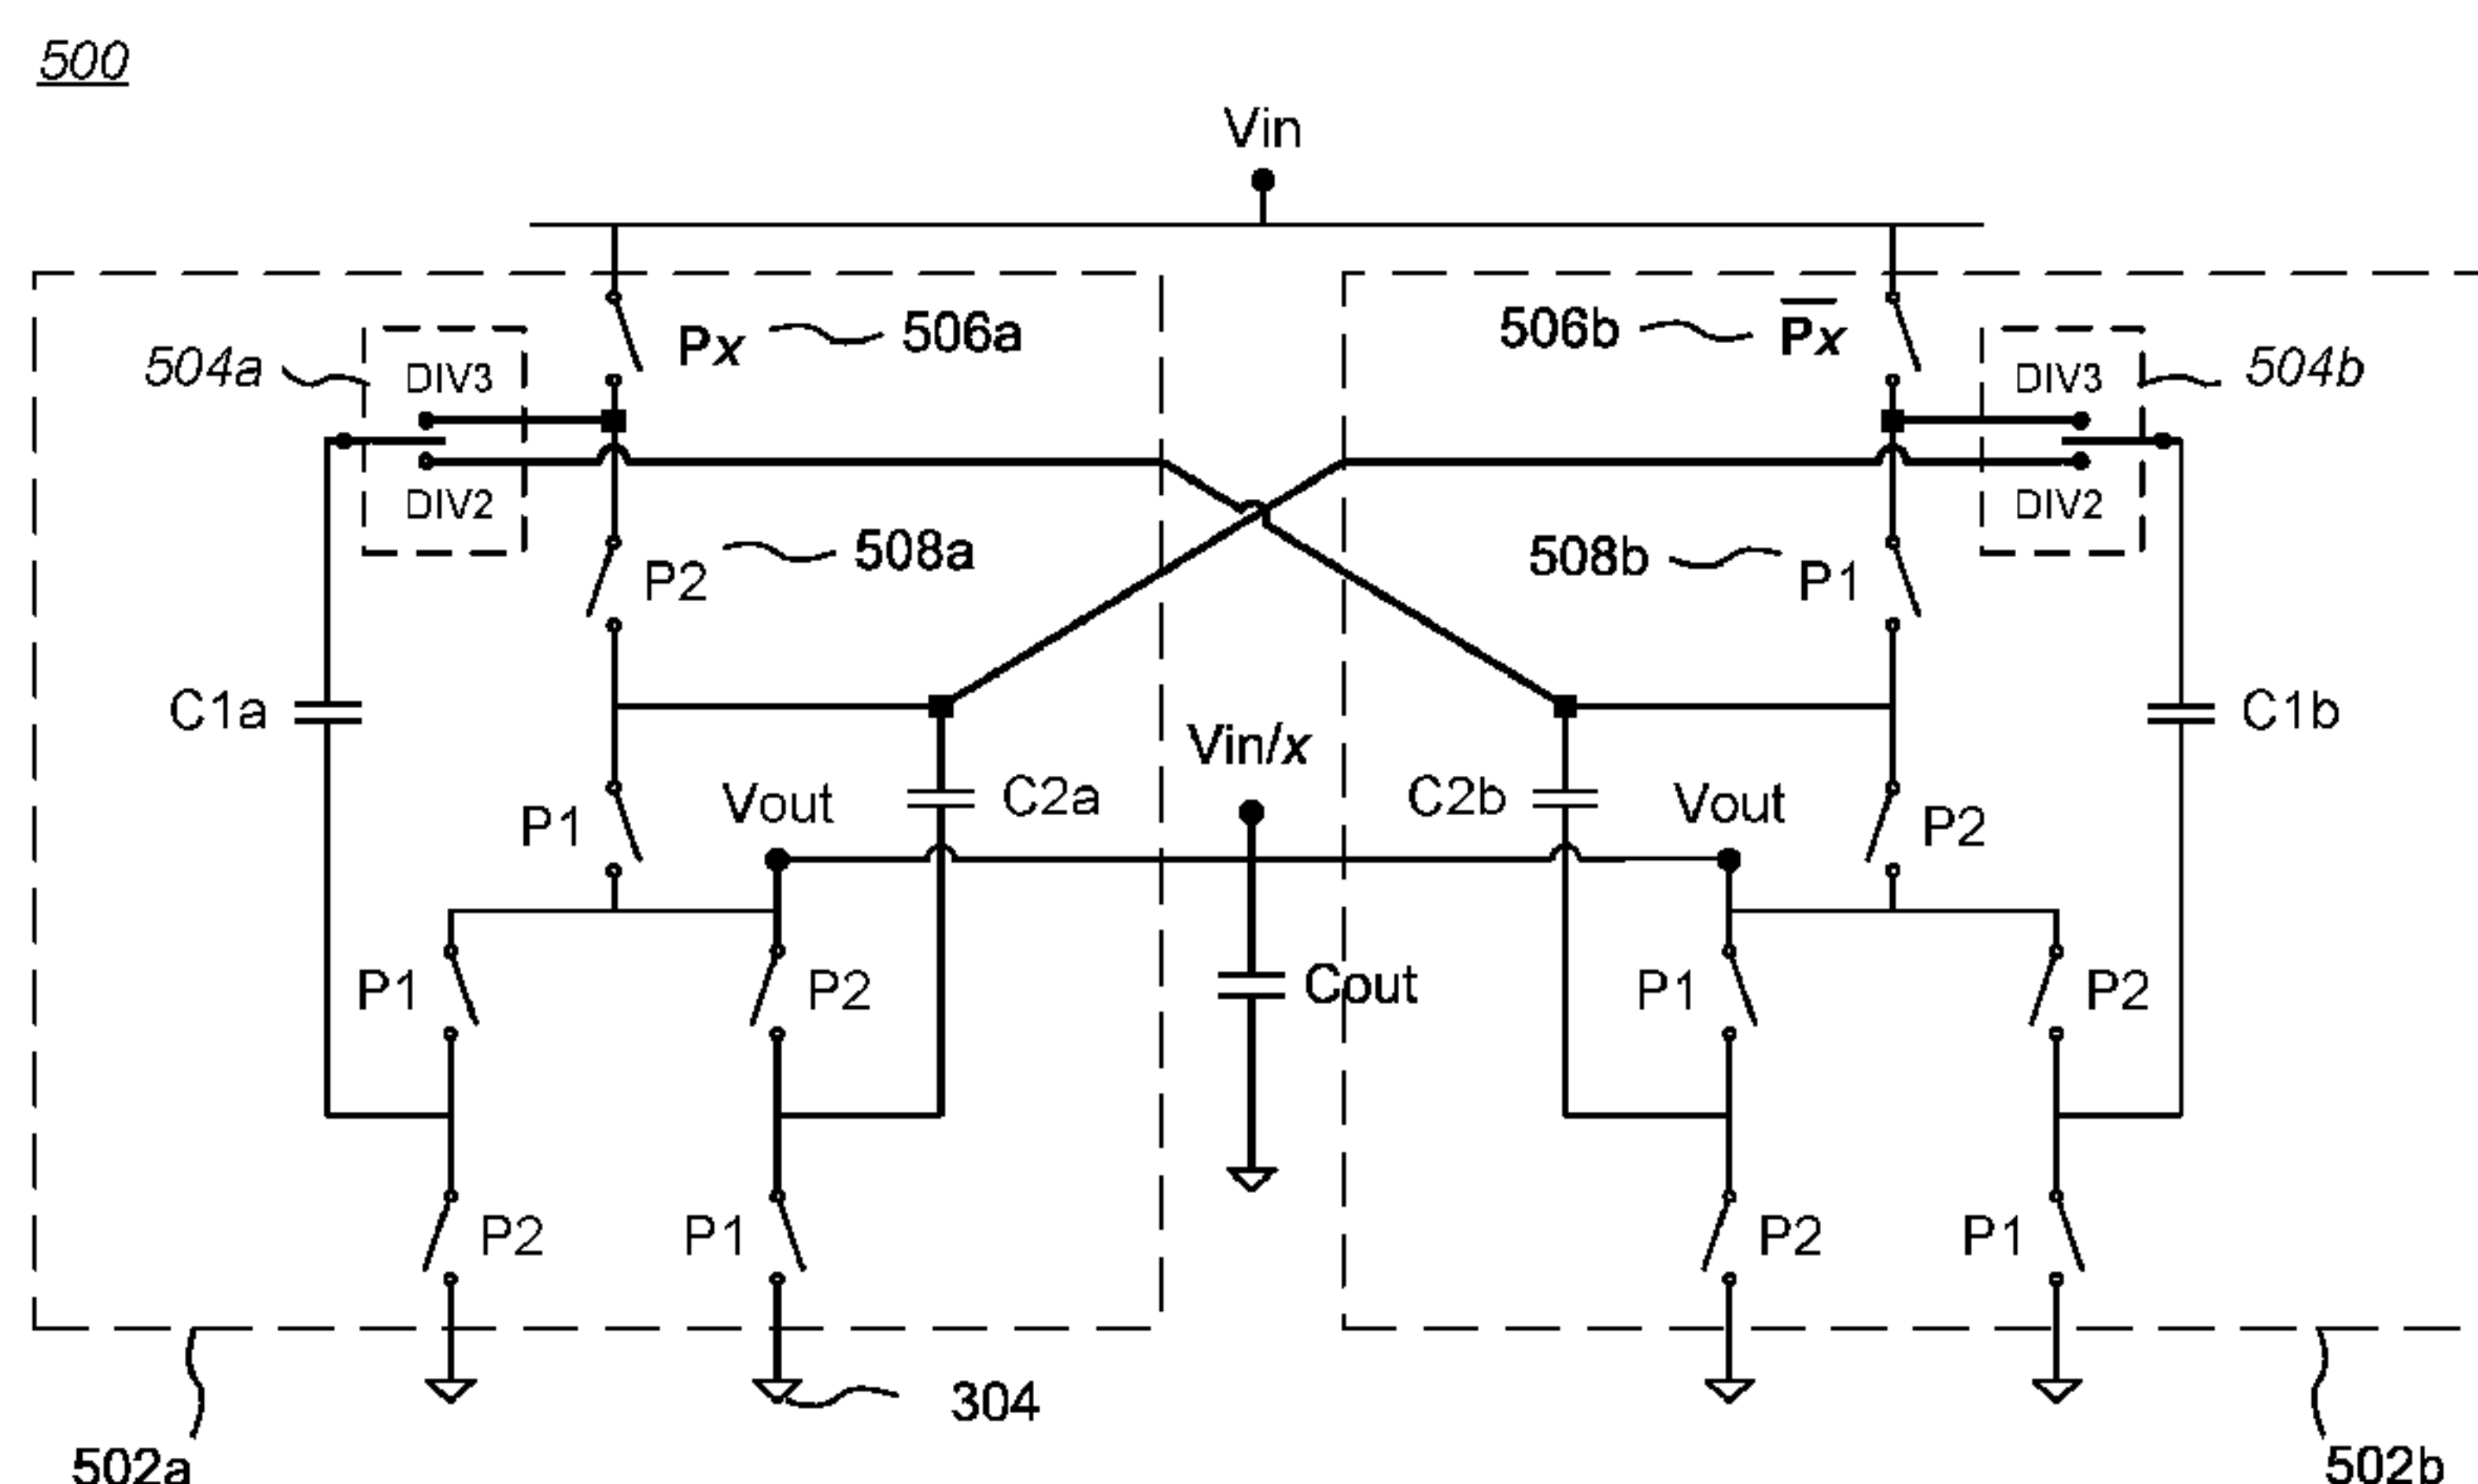 500
Vin
Px
506a
506b
Px
504a
DIV3
DIV3
504b
DIV2
DIV2
P2
508a
508b
P1
C1a
C1b
Vin/x
P1
Vout
C2a
C2b
Vout
P2
P1
P2
Cout
P1
P2
P2
P1
P2
P1
304
502a
502b